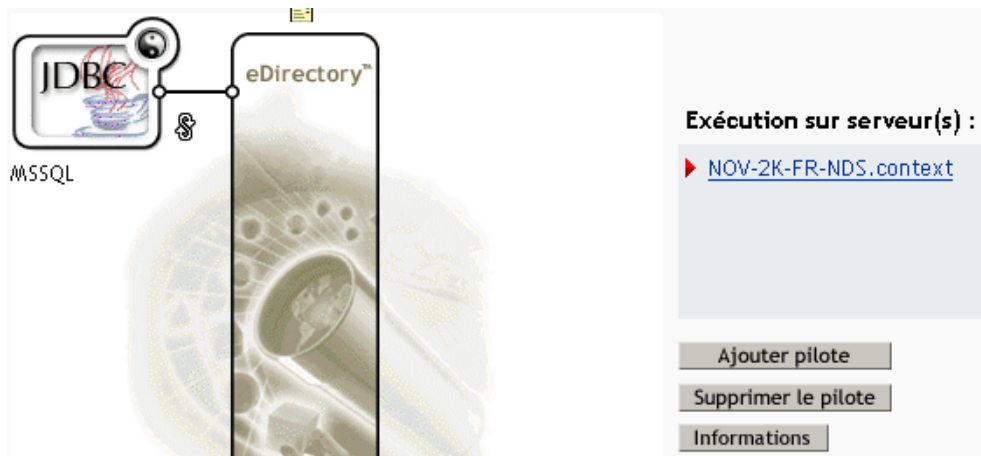 JDBC
eDirectory™
MSSQL
Exécution sur serveur(s) :
NOV-2K-FR-NDS.context
Ajouter pilote
Supprimer le pilote
Informations